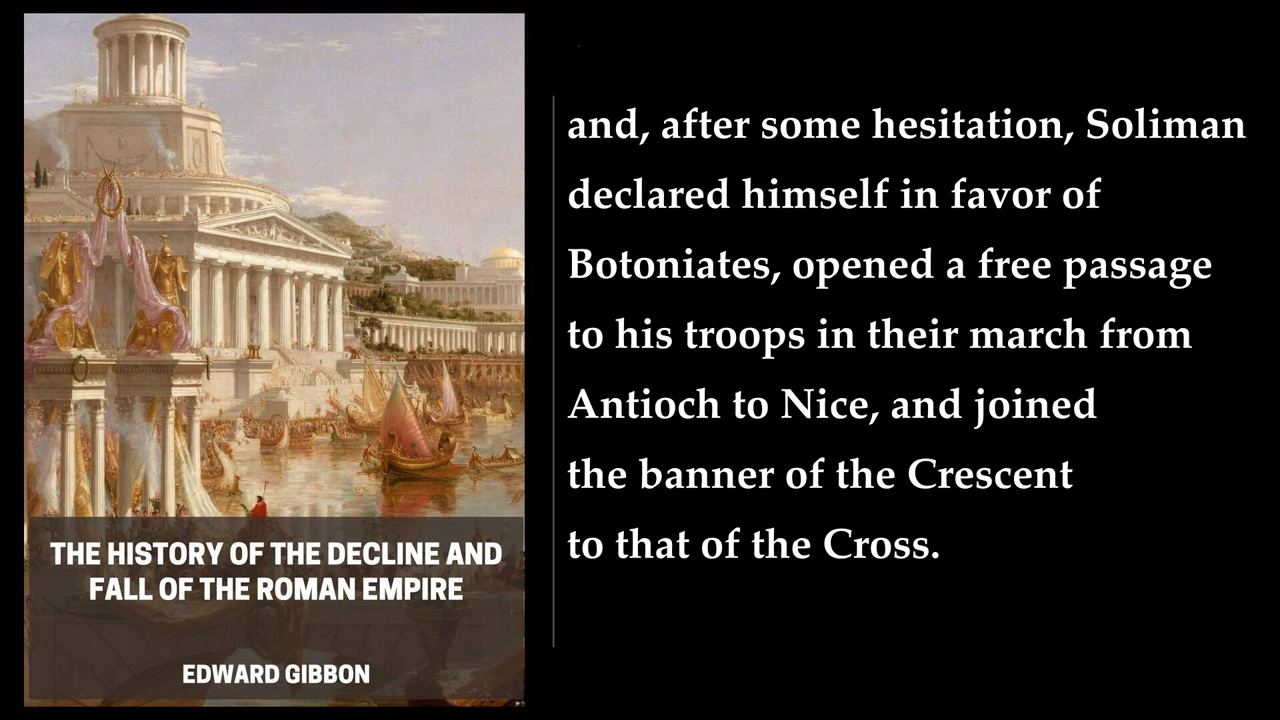 and, after some hesitation, Soliman
declared himself in favor of
Botoniates, opened a free passage
to his troops in their march from
Antioch to Nice, and joined
the banner of the Crescent
to that of the Cross.
THE HISTORY OF THE DECLINE AND
FALL OF THE ROMAN EMPIRE
EDWARD GIBBON